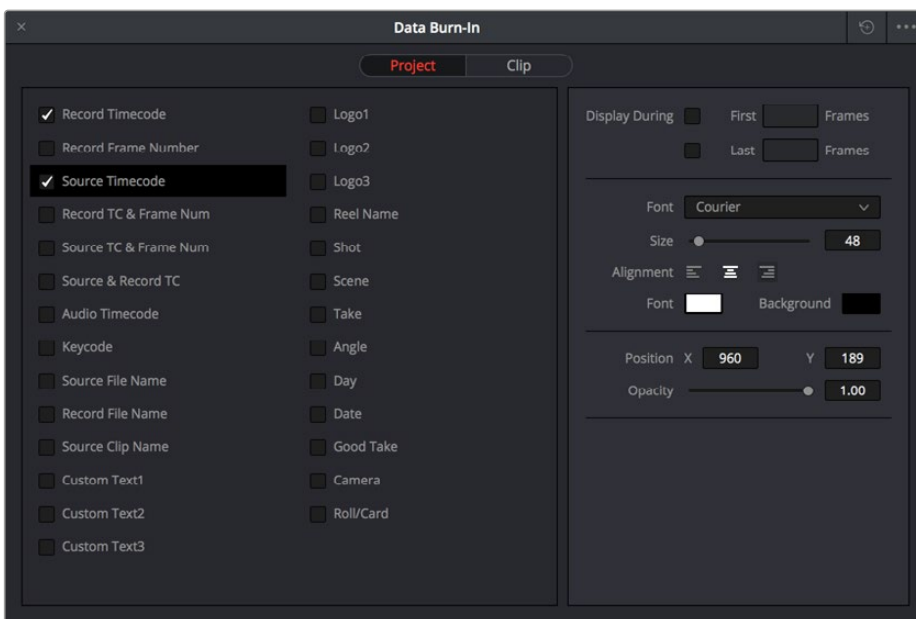 Data Burn-In
Project Clip
Record Timecode
Record Frame Number
Source Timecode
Record TC & Frame Num
Source TC & Frame Num
Source & Record TC
Audio Timecode
Keycode
Source File Name
Record File Name
Source Clip Name
Custom Text1
Custom Text2
Custom Text3
Logo1
Logo2
Logo3
Reel Name
Shot
Scene
Take
Angle
Day
Date
Good Take
Camera
Roll/Card
Display During First Frames
Last Frames
Font Courier
Size 48
Alignment
Font Background
Position X 960 Y 189
Opacity 1.00